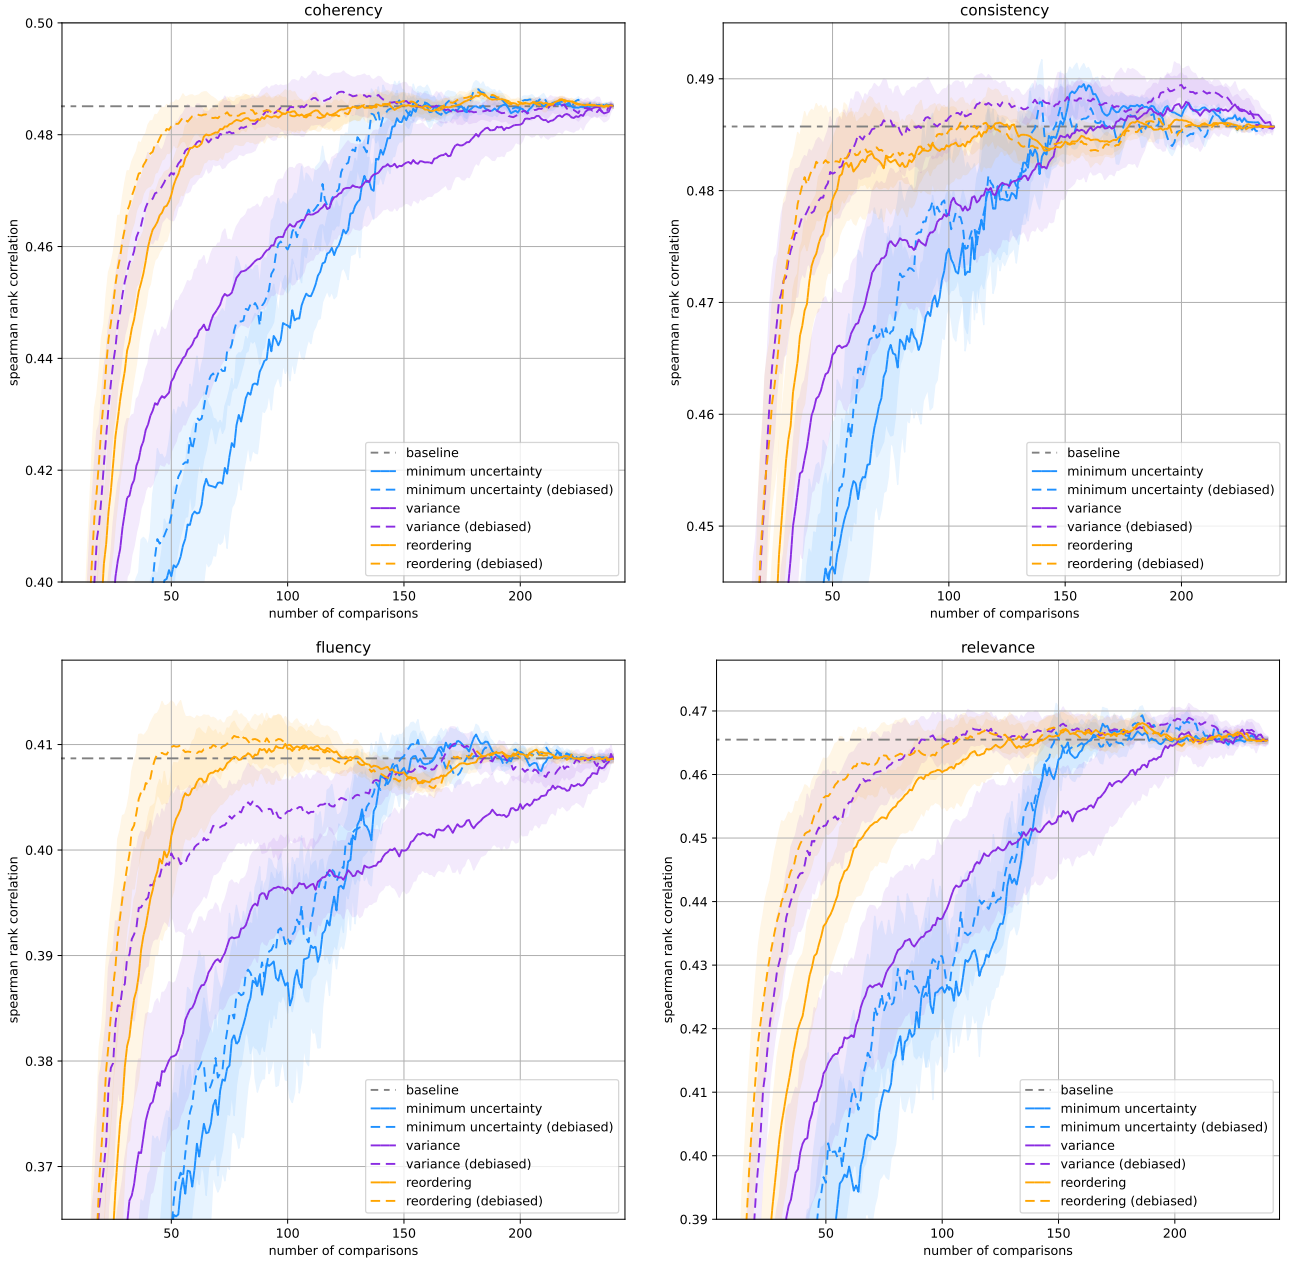 coherency
0.50
0.48
0.46
0.44
0.42
0.40
spearman rank correlation
50
100
150
200
number of comparisons
baseline
minimum uncertainty
minimum uncertainty (debiased)
variance
variance (debiased)
reordering
reordering (debiased)
consistency
0.49
0.48
0.47
0.46
0.45
spearman rank correlation
50
100
150
200
number of comparisons
baseline
minimum uncertainty
minimum uncertainty (debiased)
variance
variance (debiased)
reordering
reordering (debiased)
fluency
0.41
0.40
0.39
0.38
0.37
spearman rank correlation
50
100
150
200
number of comparisons
baseline
minimum uncertainty
minimum uncertainty (debiased)
variance
variance (debiased)
reordering
reordering (debiased)
relevance
0.47
0.46
0.45
0.44
0.43
0.42
0.41
0.40
0.39
spearman rank correlation
50
100
150
200
number of comparisons
baseline
minimum uncertainty
minimum uncertainty (debiased)
variance
variance (debiased)
reordering
reordering (debiased)